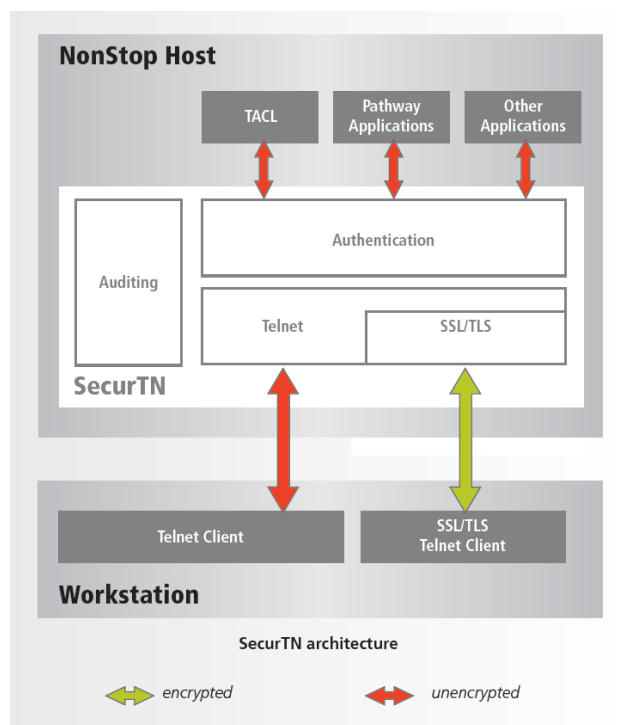 NonStop Host
TACL
Pathway
Applications
Other
Applications
Authentication
Auditing
Telnet
SSL/TLS
SecurTN
Telnet Client
SSL/TLS
Telnet Client
Workstation
SecurTN architecture
encrypted
unencrypted